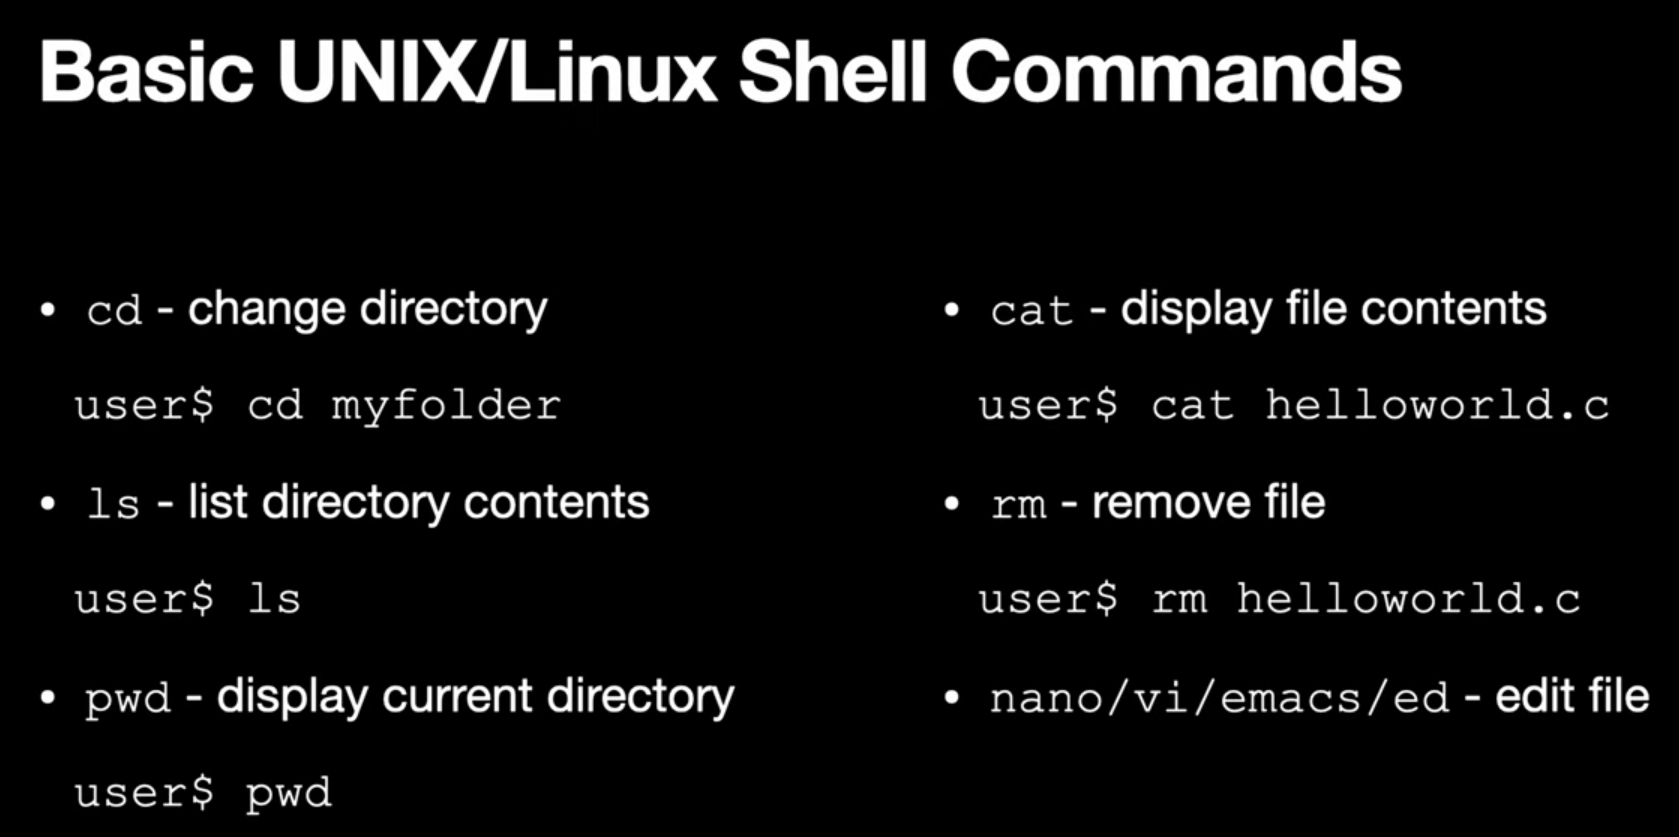 Basic UNIX/Linux Shell Commands
• cd - change directory
user$ cd myfolder
• ls - list directory contents
user$ ls
• pwd - display current directory
user$ pwd
• cat - display file contents
user$ cat helloworld.c
• rm - remove file
user$ rm helloworld.c
• nano/vi/emacs/ed - edit file